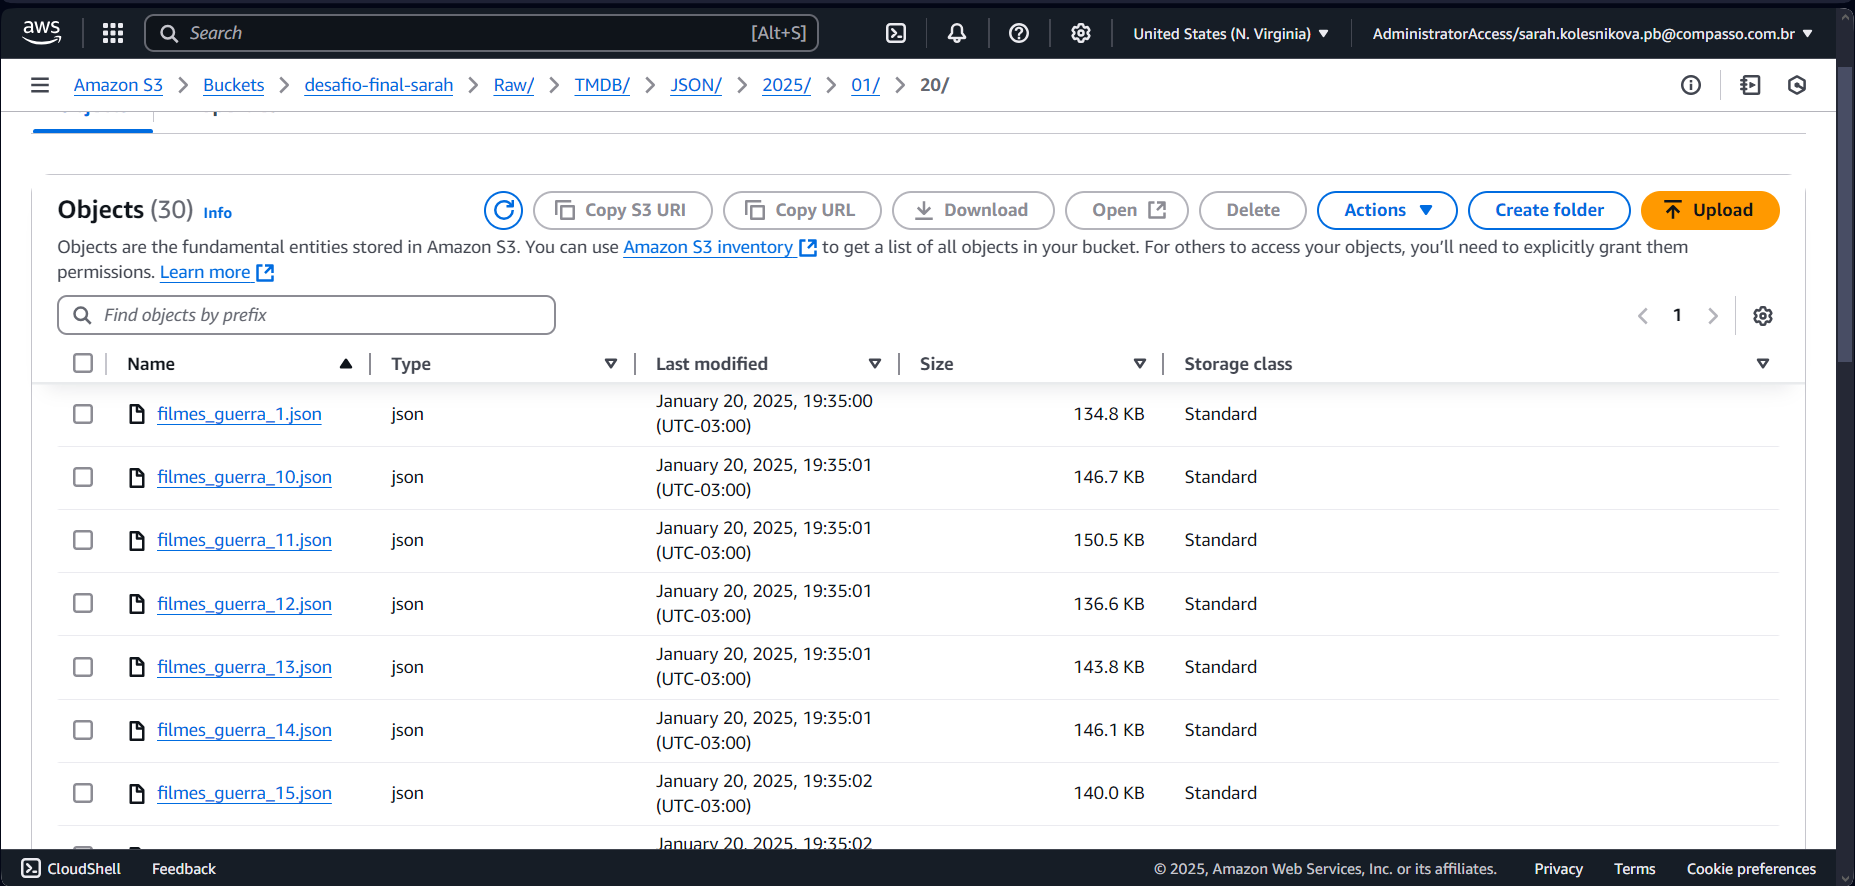 aws
Search [Alt+S] United States (N. Virginia) ▼ AdministratorAccess/sarah.kolesnikova.pb@compasso.com.br ▼
Amazon S3 > Buckets > desafio-final-sarah > Raw/ > TMDB/ > JSON/ > 2025/ > 01/ > 20/
Objects (30) Info Copy S3 URI Copy URL Download Open Delete Actions ▼ Create folder Upload
Objects are the fundamental entities stored in Amazon S3. You can use Amazon S3 inventory to get a list of all objects in your bucket. For others to access your objects, you’ll need to explicitly grant them
permissions. Learn more
Find objects by prefix 1
Name Type Last modified Size Storage class
filmes_guerra_1.json json January 20, 2025, 19:35:00 (UTC-03:00) 134.8 KB Standard
filmes_guerra_10.json json January 20, 2025, 19:35:01 (UTC-03:00) 146.7 KB Standard
filmes_guerra_11.json json January 20, 2025, 19:35:01 (UTC-03:00) 150.5 KB Standard
filmes_guerra_12.json json January 20, 2025, 19:35:01 (UTC-03:00) 136.6 KB Standard
filmes_guerra_13.json json January 20, 2025, 19:35:01 (UTC-03:00) 143.8 KB Standard
filmes_guerra_14.json json January 20, 2025, 19:35:01 (UTC-03:00) 146.1 KB Standard
filmes_guerra_15.json json January 20, 2025, 19:35:02 (UTC-03:00) 140.0 KB Standard
January 20, 2025, 19:35:02
CloudShell Feedback © 2025, Amazon Web Services, Inc. or its affiliates. Privacy Terms Cookie preferences